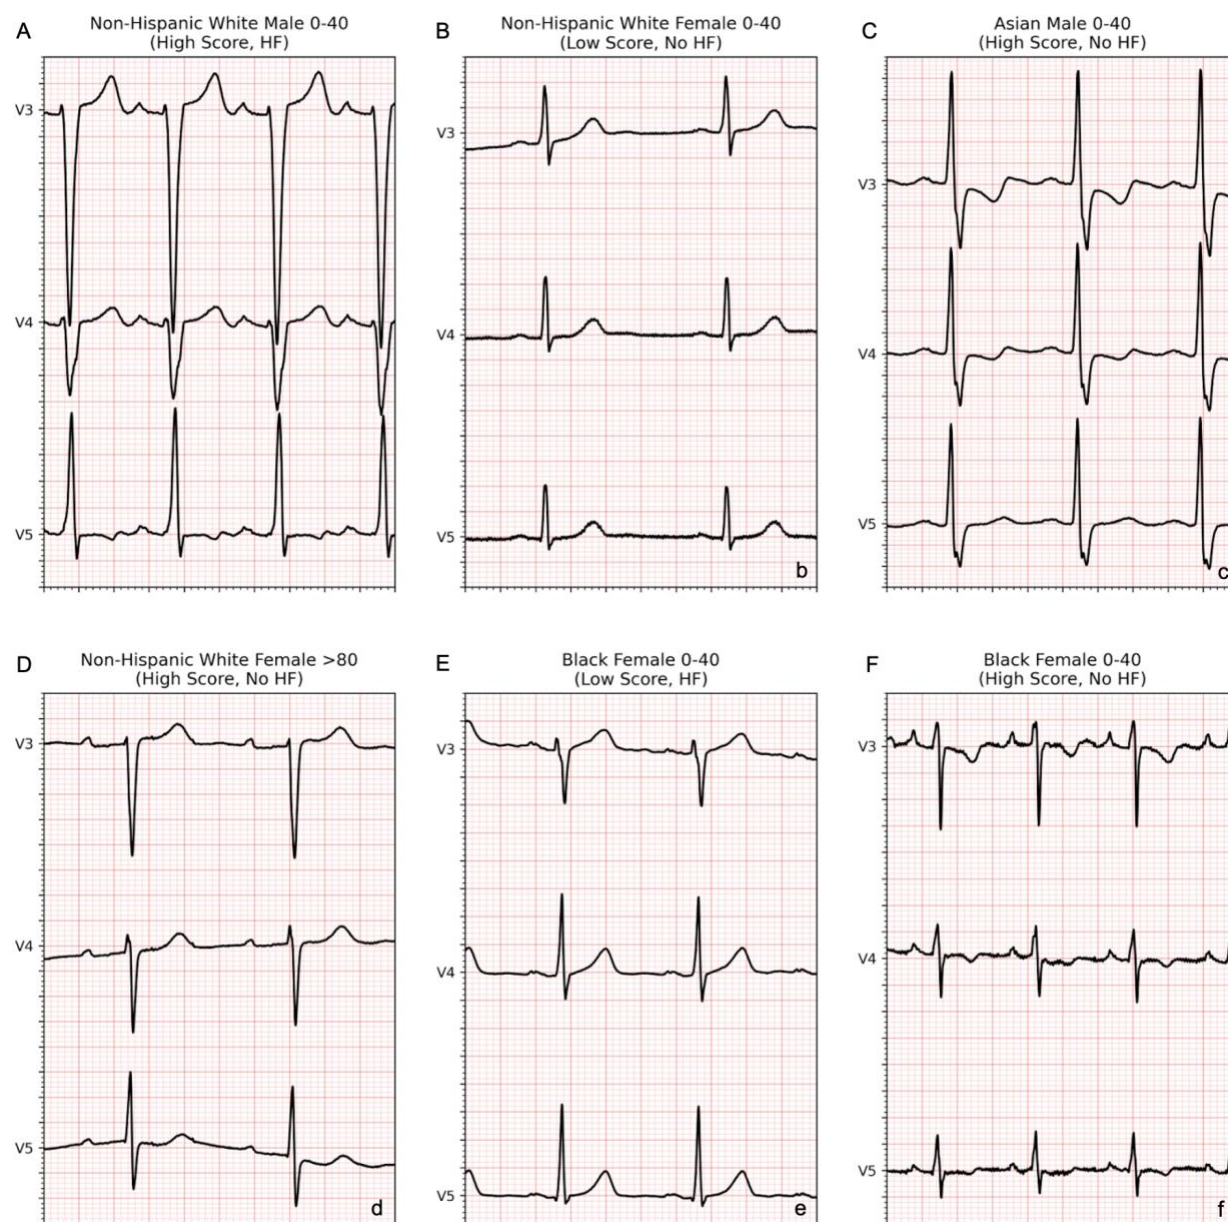 A
Non-Hispanic White Male 0-40
(High Score, HF)
V3
V4
V5
B
Non-Hispanic White Female 0-40
(Low Score, No HF)
V3
V4
V5
b
C
Asian Male 0-40
(High Score, No HF)
V3
V4
V5
c
D
Non-Hispanic White Female >80
(High Score, No HF)
V3
V4
V5
d
E
Black Female 0-40
(Low Score, HF)
V3
V4
V5
e
F
Black Female 0-40
(High Score, No HF)
V3
V4
V5
f